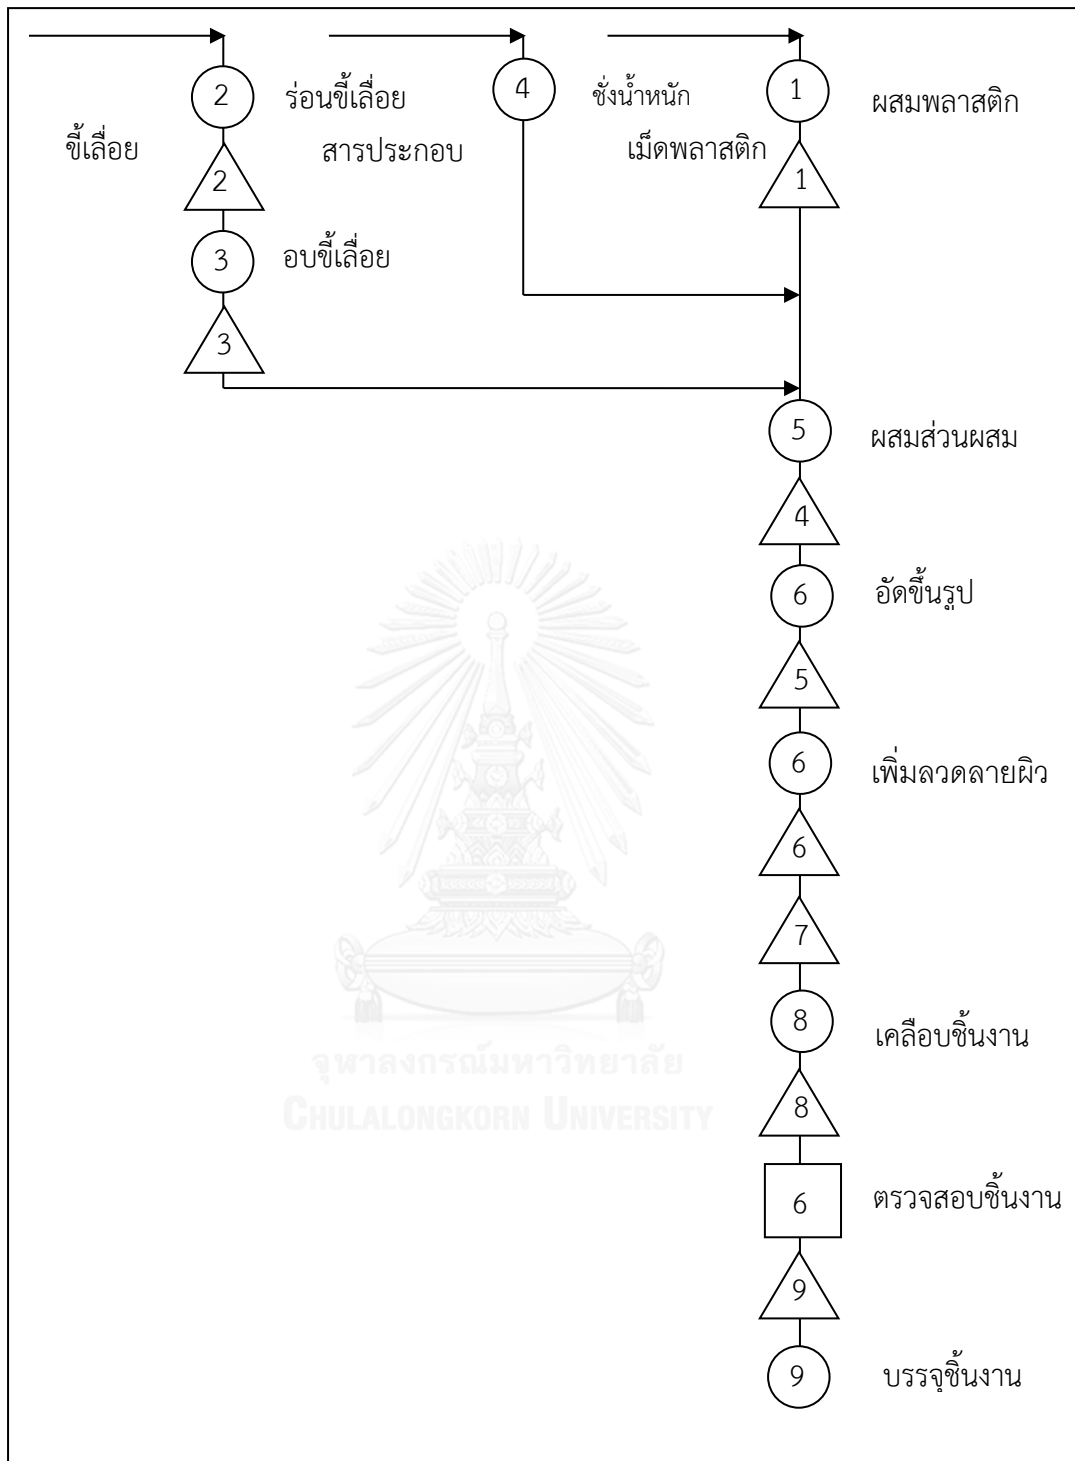 2 ร่อนขี้เลื่อย 4 ชั่งน้ำหนัก 1 ผสมพลาสติก
ขี้เลื่อย สารประกอบ เม็ดพลาสติก
2 1
3 อบขี้เลื่อย
3
5 ผสมส่วนผสม
4
6 อัดขึ้นรูป
5
6 เพิ่มลวดลายผิว
6
7
8 เคลือบชิ้นงาน
จุฬาลงกรณ์มหาวิทยาลัย
CHULALONGKORN UNIVERSITY
8
6 ตรวจสอบชิ้นงาน
9
9 บรรจุชิ้นงาน